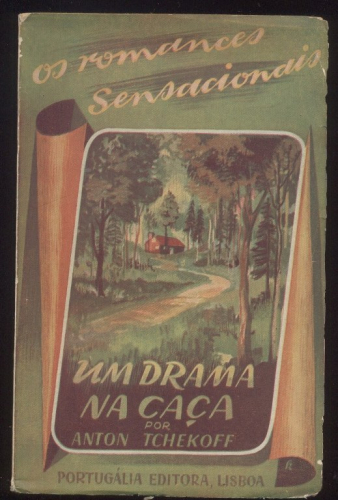 os romances
Sensacionais
UM DRAMA
NA CAÇA
POR
ANTON TCHEKOFF
PORTUGÁLIA EDITORA, LISBOA